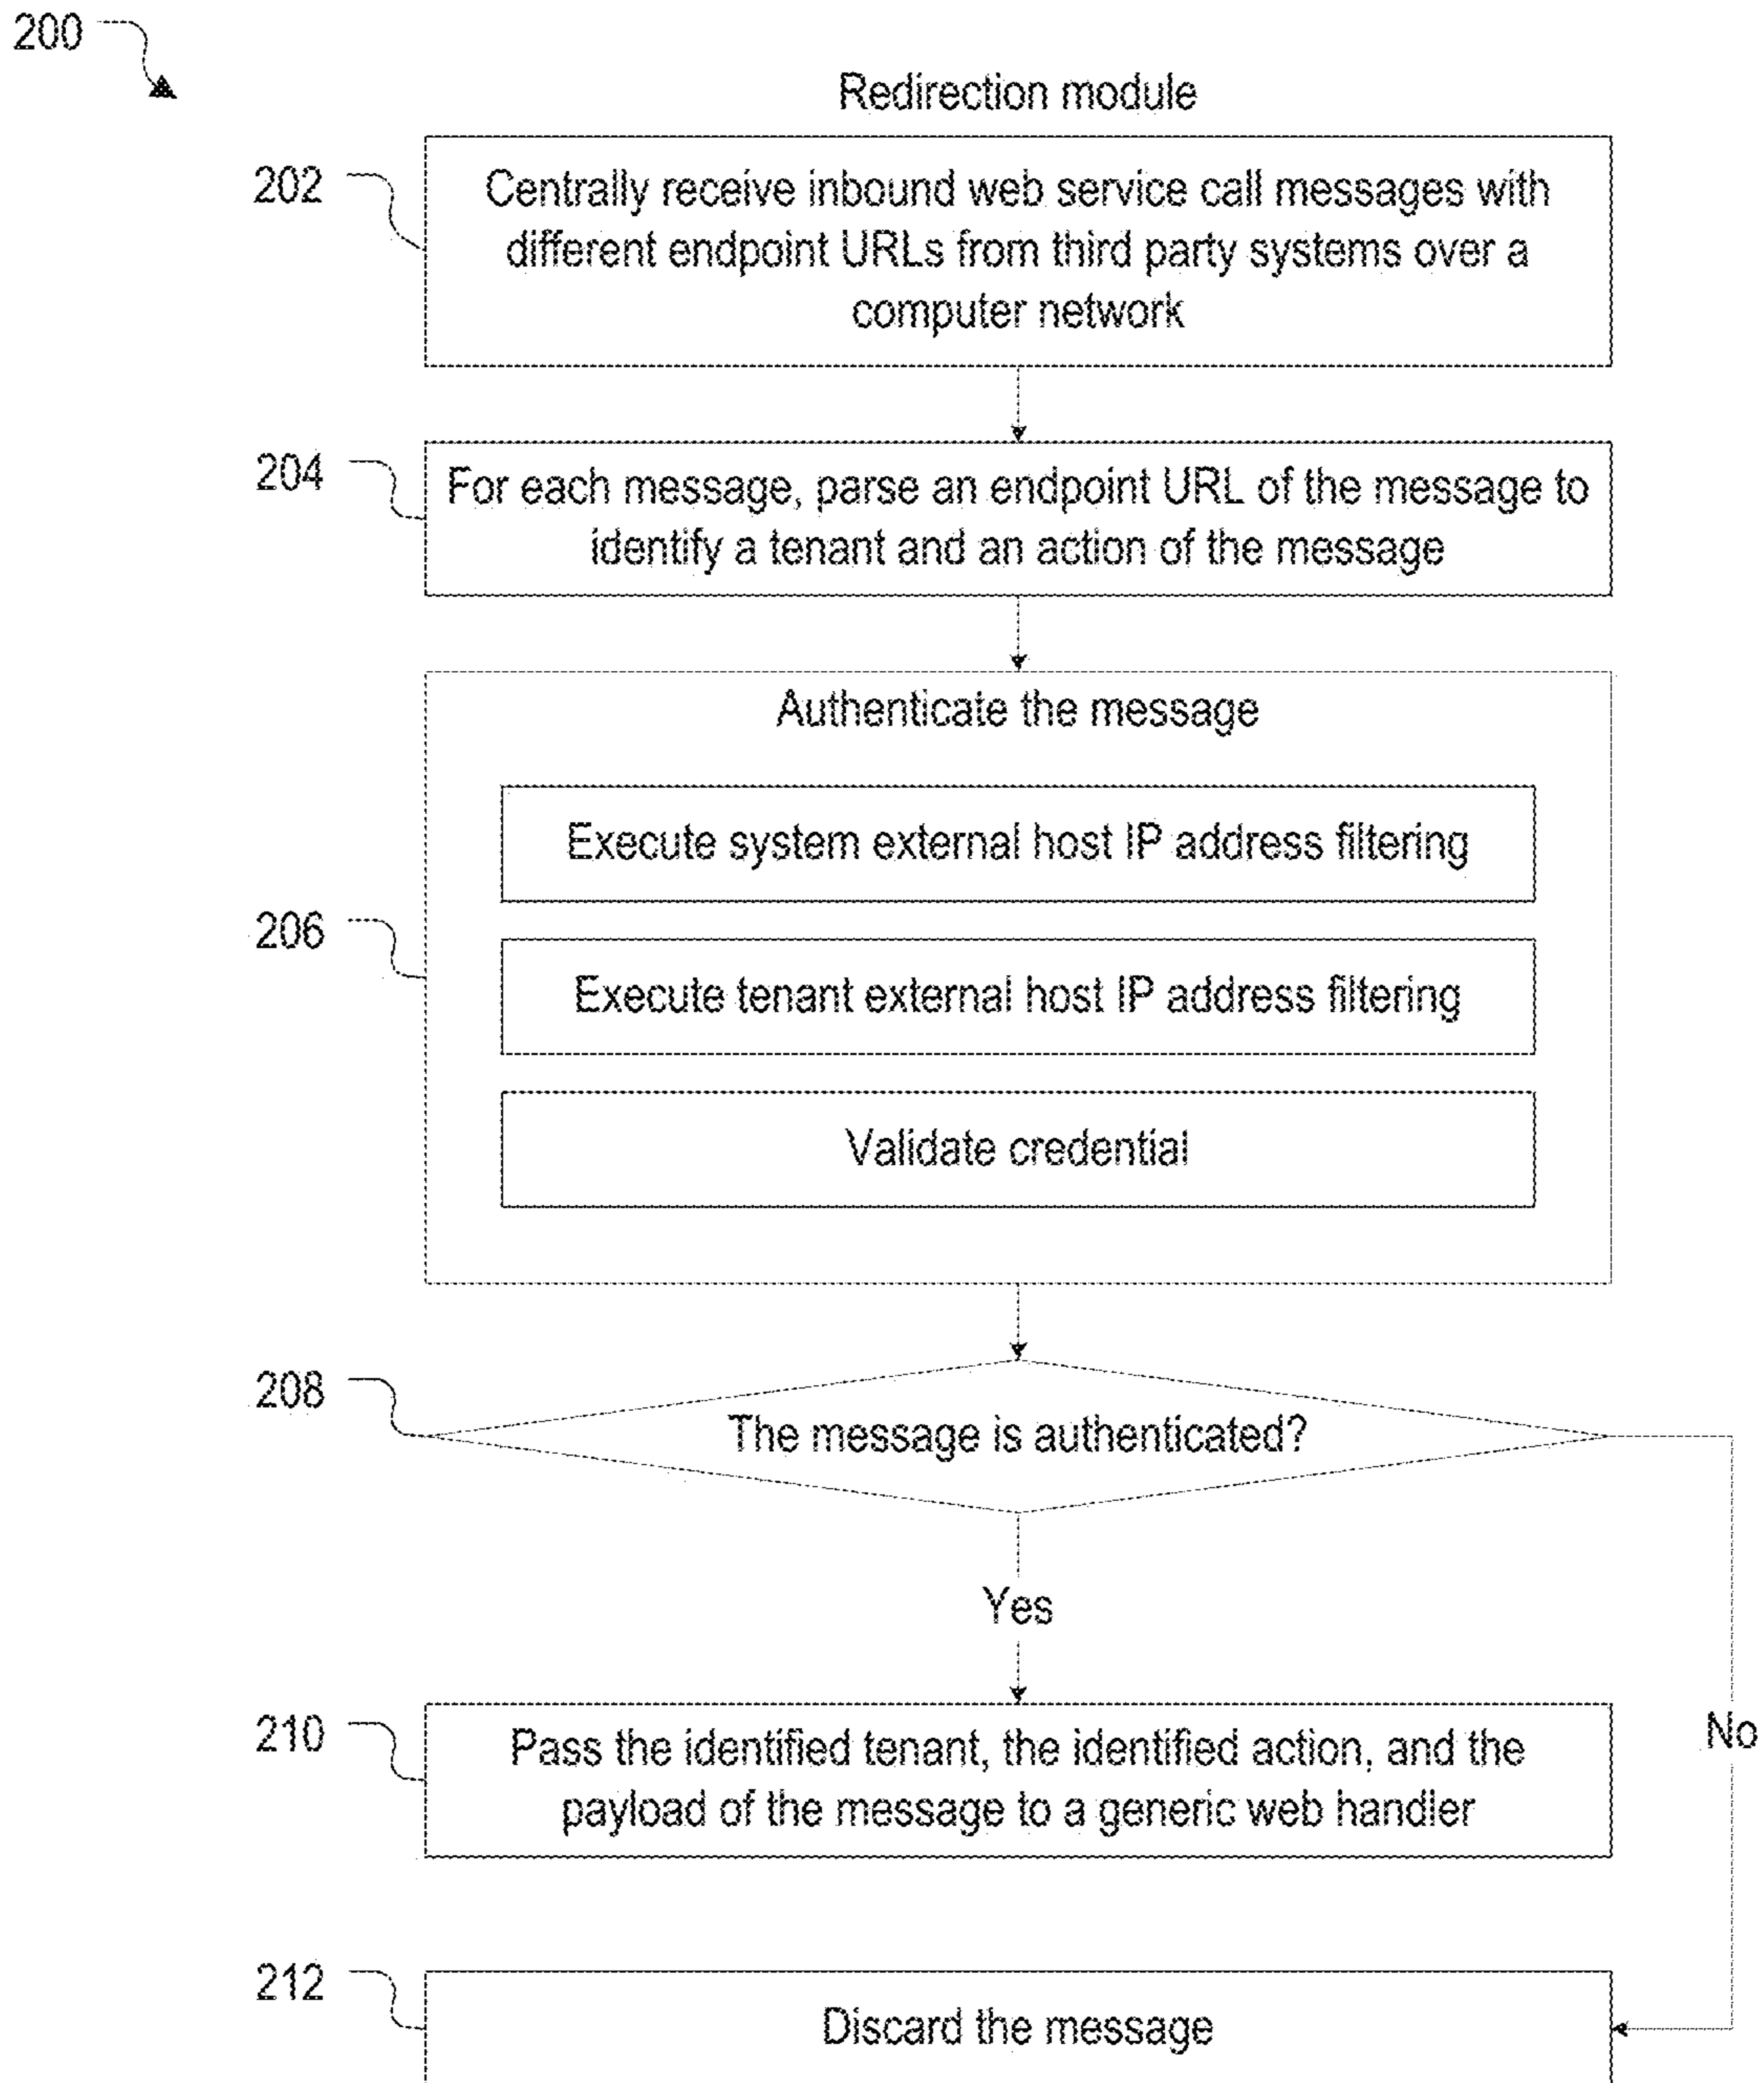 200
Redirection module
202
Centrally receive inbound web service call messages with
different endpoint URLs from third party systems over a
computer network
204
For each message, parse an endpoint URL of the message to
identify a tenant and an action of the message
Authenticate the message
Execute system external host IP address filtering
206
Execute tenant external host IP address filtering
Validate credential
208
The message is authenticated?
Yes
210
Pass the identified tenant, the identified action, and the
payload of the message to a generic web handler
No
212
Discard the message